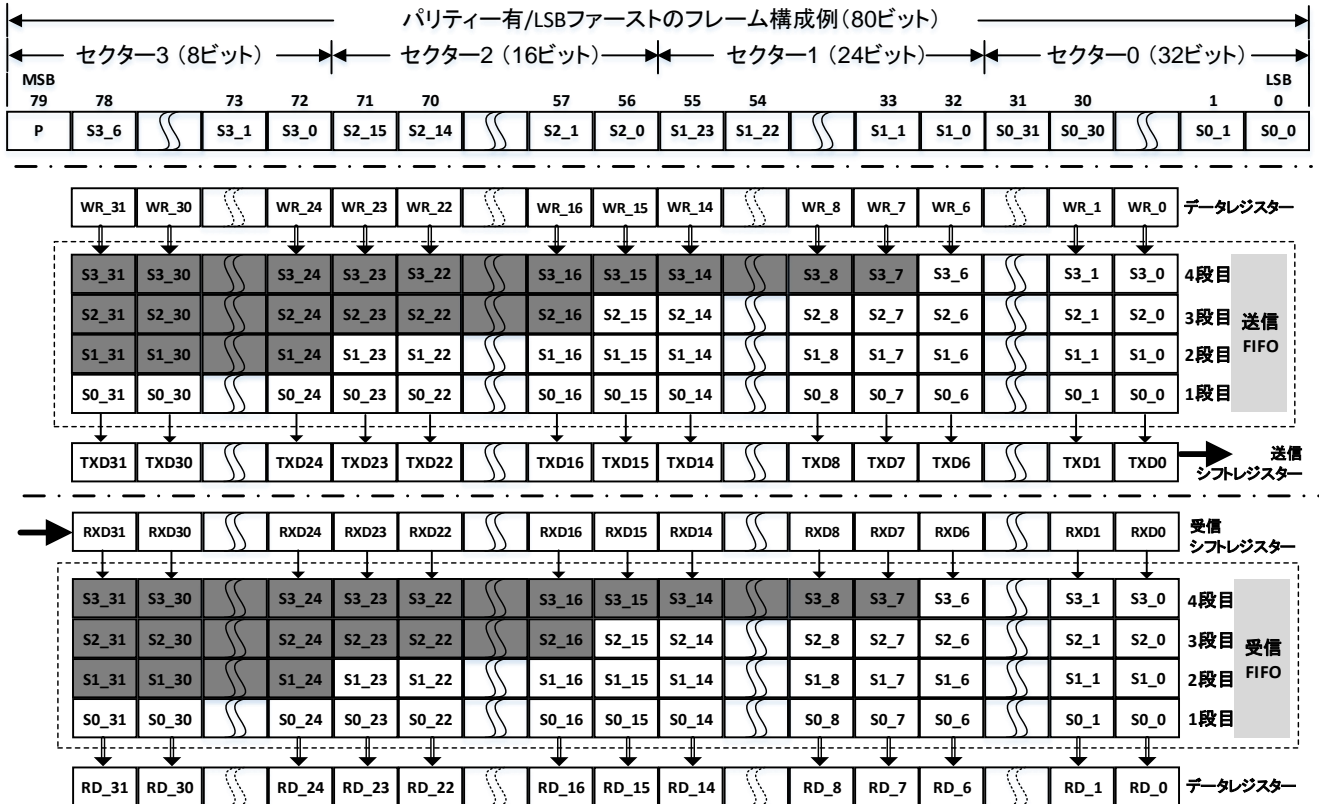 パリティー有/LSBファーストのフレーム構成例(80ビット)
セクター3 (8ビット) セクター2 (16ビット) セクター1 (24ビット) セクター0 (32ビット)
MSB LSB
79 78 73 72 71 70 57 56 55 54 33 32 31 30 1 0
P S3_6 S3_1 S3_0 S2_15 S2_14 S2_1 S2_0 S1_23 S1_22 S1_1 S1_0 S0_31 S0_30 S0_1 S0_0
WR_31 WR_30 WR_24 WR_23 WR_22 WR_16 WR_15 WR_14 WR_8 WR_7 WR_6 WR_1 WR_0 データレジスター
S3_31 S3_30 S3_24 S3_23 S3_22 S3_16 S3_15 S3_14 S3_8 S3_7 S3_6 S3_1 S3_0 4段目
S2_31 S2_30 S2_24 S2_23 S2_22 S2_16 S2_15 S2_14 S2_8 S2_7 S2_6 S2_1 S2_0 3段目
送信
FIFO
S1_31 S1_30 S1_24 S1_23 S1_22 S1_16 S1_15 S1_14 S1_8 S1_7 S1_6 S1_1 S1_0 2段目
S0_31 S0_30 S0_24 S0_23 S0_22 S0_16 S0_15 S0_14 S0_8 S0_7 S0_6 S0_1 S0_0 1段目
TXD31 TXD30 TXD24 TXD23 TXD22 TXD16 TXD15 TXD14 TXD8 TXD7 TXD6 TXD1 TXD0 送信
シフトレジスター
RXD31 RXD30 RXD24 RXD23 RXD22 RXD16 RXD15 RXD14 RXD8 RXD7 RXD6 RXD1 RXD0 受信
シフトレジスター
S3_31 S3_30 S3_24 S3_23 S3_22 S3_16 S3_15 S3_14 S3_8 S3_7 S3_6 S3_1 S3_0 4段目
S2_31 S2_30 S2_24 S2_23 S2_22 S2_16 S2_15 S2_14 S2_8 S2_7 S2_6 S2_1 S2_0 3段目
受信
FIFO
S1_31 S1_30 S1_24 S1_23 S1_22 S1_16 S1_15 S1_14 S1_8 S1_7 S1_6 S1_1 S1_0 2段目
S0_31 S0_30 S0_24 S0_23 S0_22 S0_16 S0_15 S0_14 S0_8 S0_7 S0_6 S0_1 S0_0 1段目
RD_31 RD_30 RD_24 RD_23 RD_22 RD_16 RD_15 RD_14 RD_8 RD_7 RD_6 RD_1 RD_0 データレジスター